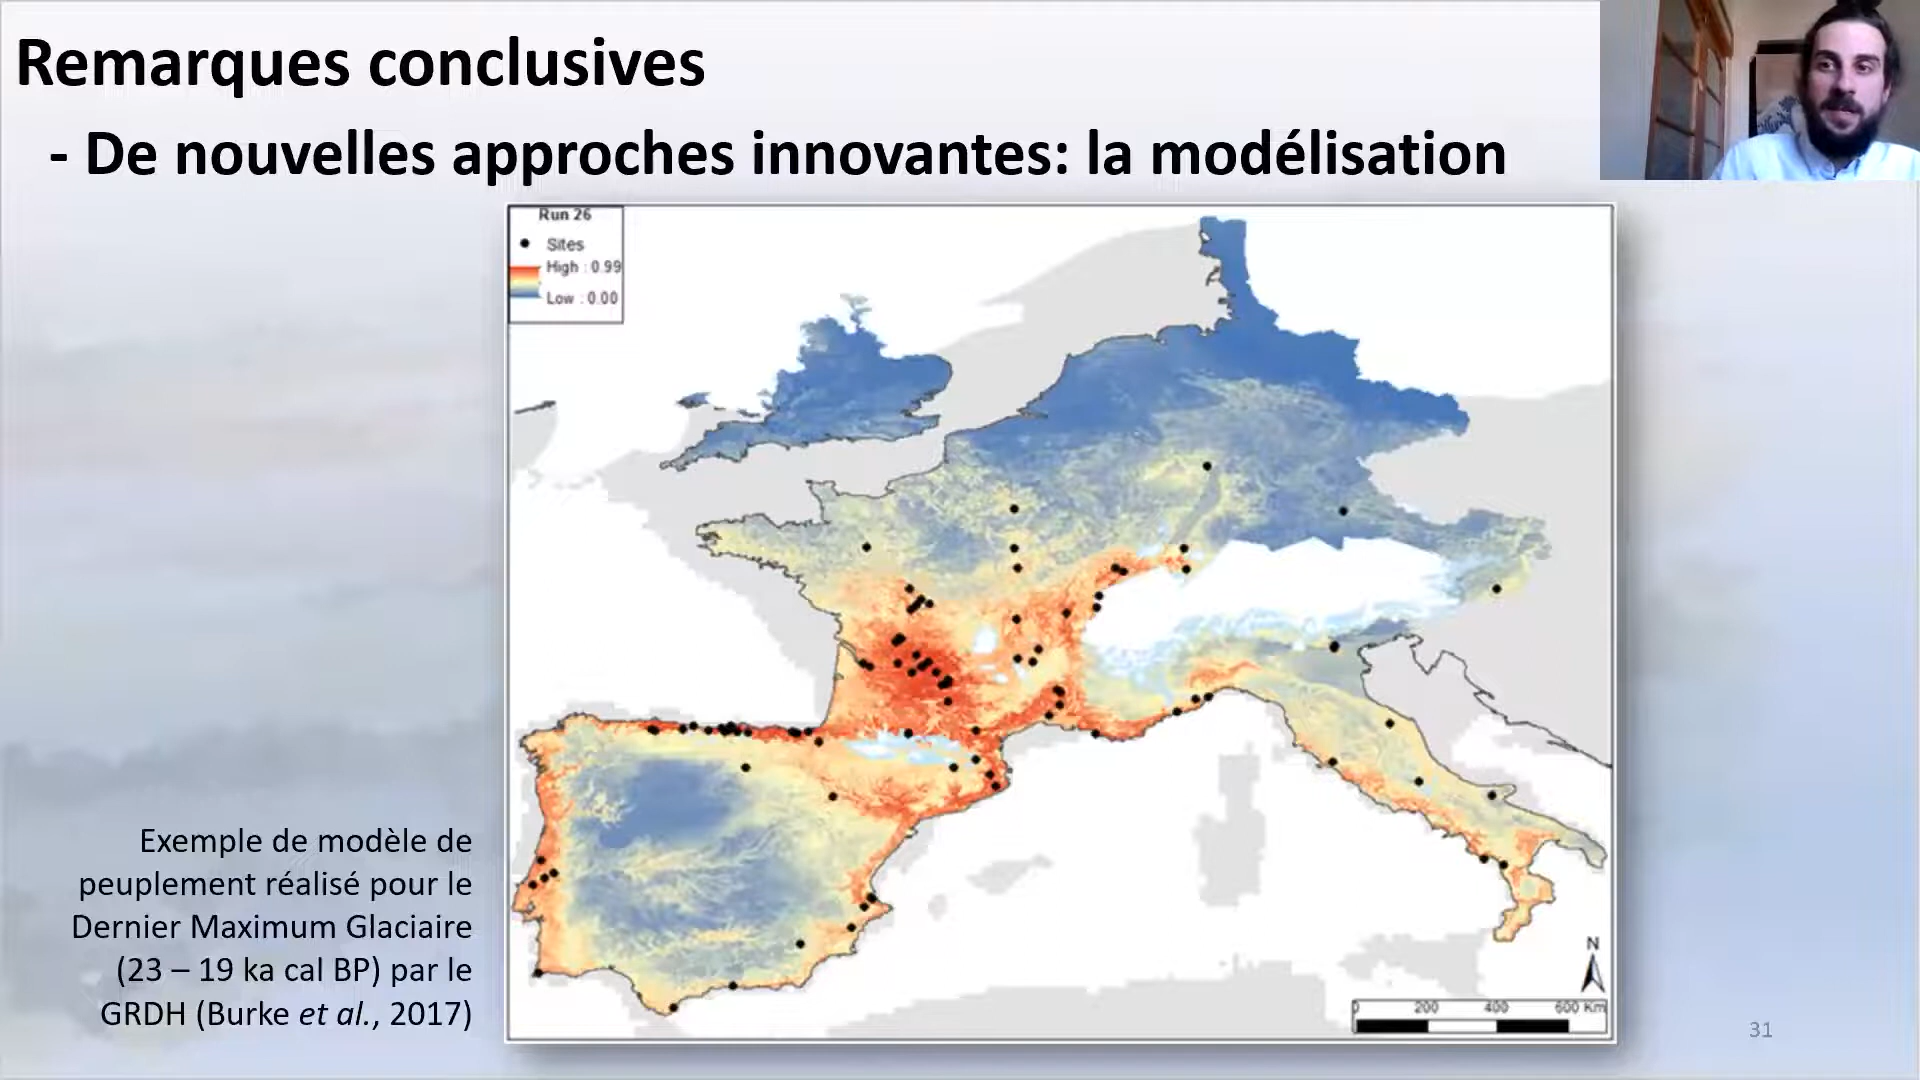 Remarques conclusives
- De nouvelles approches innovantes: la modélisation
Run 26
Sites
High : 0.99
Low : 0.00
Exemple de modèle de
peuplement réalisé pour le
Dernier Maximum Glaciaire
(23 – 19 ka cal BP) par le
GRDH (Burke et al., 2017)
N
0 200 400 600 Km
31